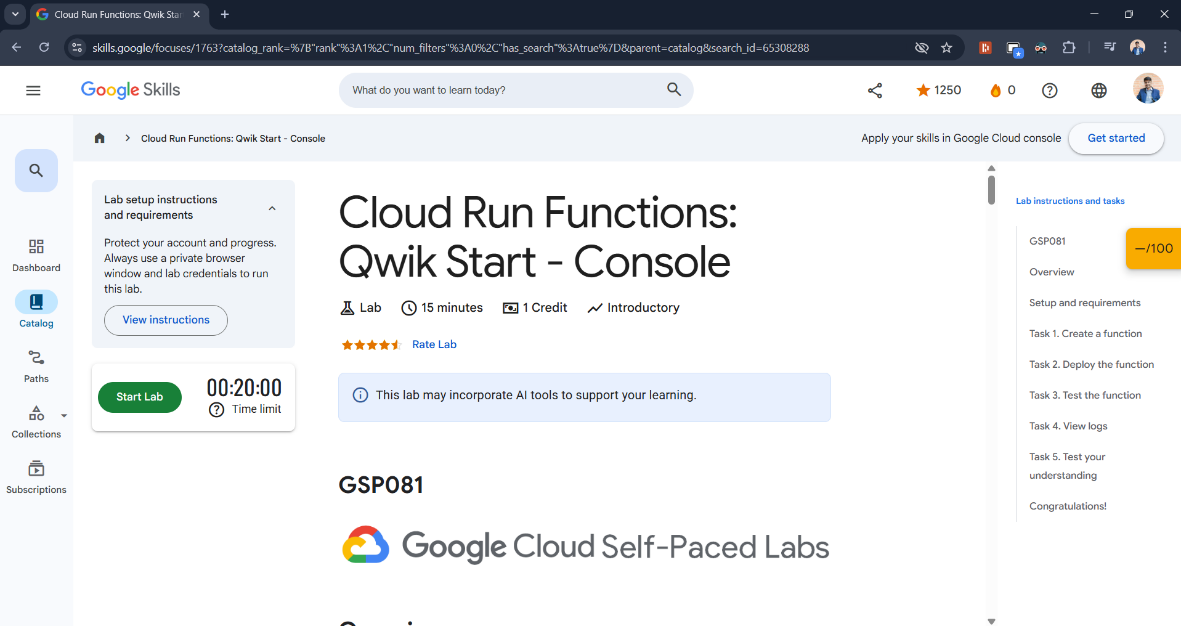 Cloud Run Functions: Qwik Star
skills.google/focuses/1763?catalog_rank=%7B"rank"%3A1%2C"num_filters"%3A0%2C"has_search"%3Atrue%7D&parent=catalog&search_id=65308288
Google Skills
What do you want to learn today?
1250
0
Cloud Run Functions: Qwik Start - Console
Apply your skills in Google Cloud console
Get started
Dashboard
Catalog
Paths
Collections
Subscriptions
Lab setup instructions
and requirements
Protect your account and progress.
Always use a private browser
window and lab credentials to run
this lab.
View instructions
Start Lab
00:20:00
Time limit
Cloud Run Functions:
Qwik Start - Console
Lab
15 minutes
1 Credit
Introductory
Rate Lab
This lab may incorporate AI tools to support your learning.
GSP081
Google Cloud Self-Paced Labs
Lab instructions and tasks
GSP081
Overview
Setup and requirements
Task 1. Create a function
Task 2. Deploy the function
Task 3. Test the function
Task 4. View logs
Task 5. Test your
understanding
Congratulations!
—/100